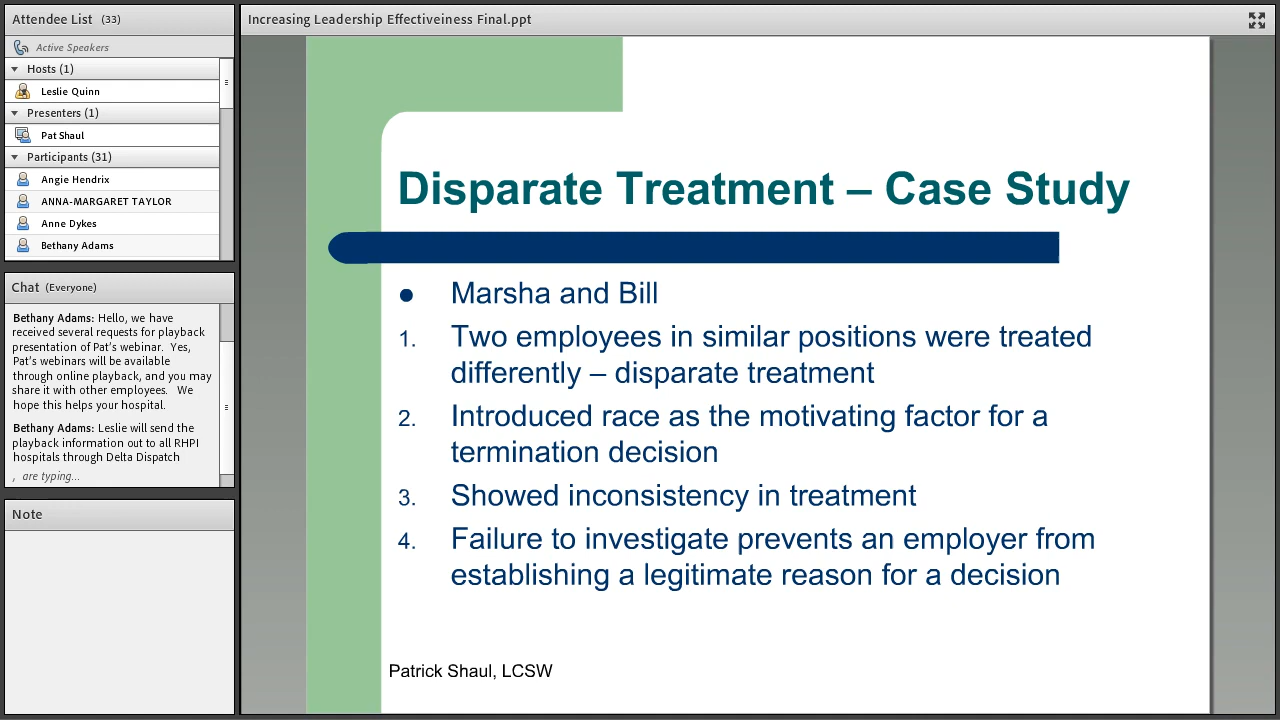 Attendee List (33)
Active Speakers
Hosts (1)
Leslie Quinn
Presenters (1)
Pat Shaul
Participants (31)
Angie Hendrix
ANNA-MARGARET TAYLOR
Anne Dykes
Bethany Adams
Chat (Everyone)
Bethany Adams: Hello, we have
received several requests for playback
presentation of Pat's webinar. Yes,
Pat's webinars will be available
through online playback, and you may
share it with other employees. We
hope this helps your hospital.
Bethany Adams: Leslie will send the
playback information out to all RHPI
hospitals through Delta Dispatch
, are typing...
Note
Increasing Leadership Effectiveiness Final.ppt
Disparate Treatment – Case Study
● Marsha and Bill
1. Two employees in similar positions were treated
differently – disparate treatment
2. Introduced race as the motivating factor for a
termination decision
3. Showed inconsistency in treatment
4. Failure to investigate prevents an employer from
establishing a legitimate reason for a decision
Patrick Shaul, LCSW